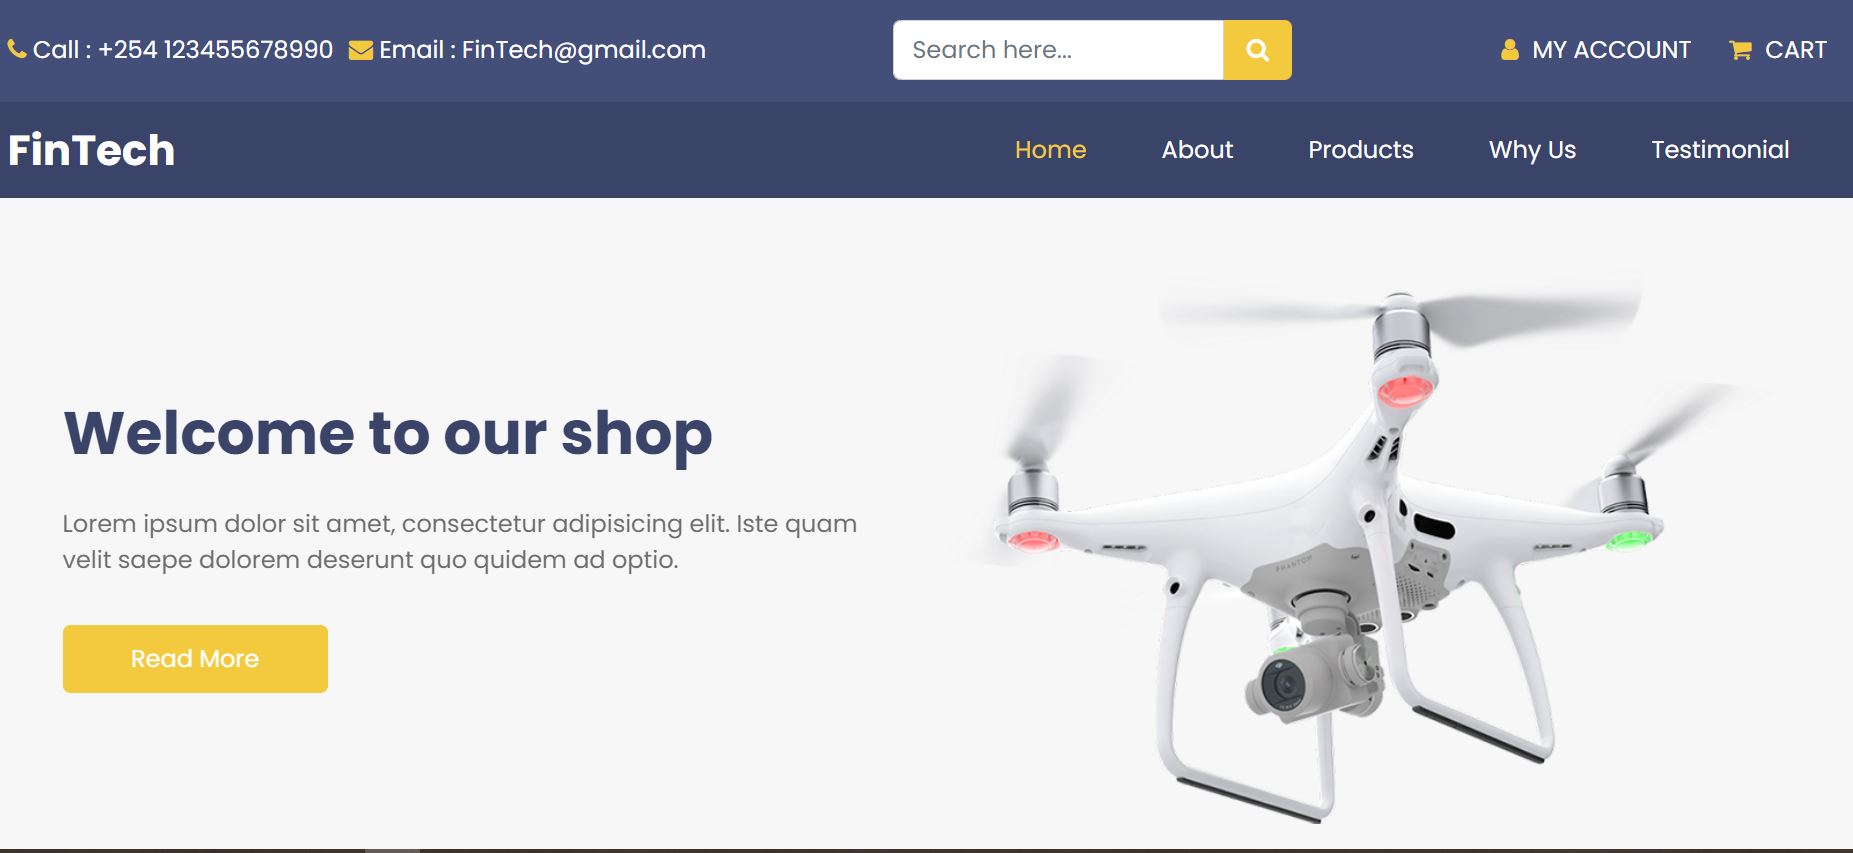 Call : +254 123455678990 Email : FinTech@gmail.com Search here... MY ACCOUNT CART
FinTech Home About Products Why Us Testimonial
Welcome to our shop
Lorem ipsum dolor sit amet, consectetur adipisicing elit. Iste quam
velit saepe dolorem deserunt quo quidem ad optio.
Read More
PHANTOM